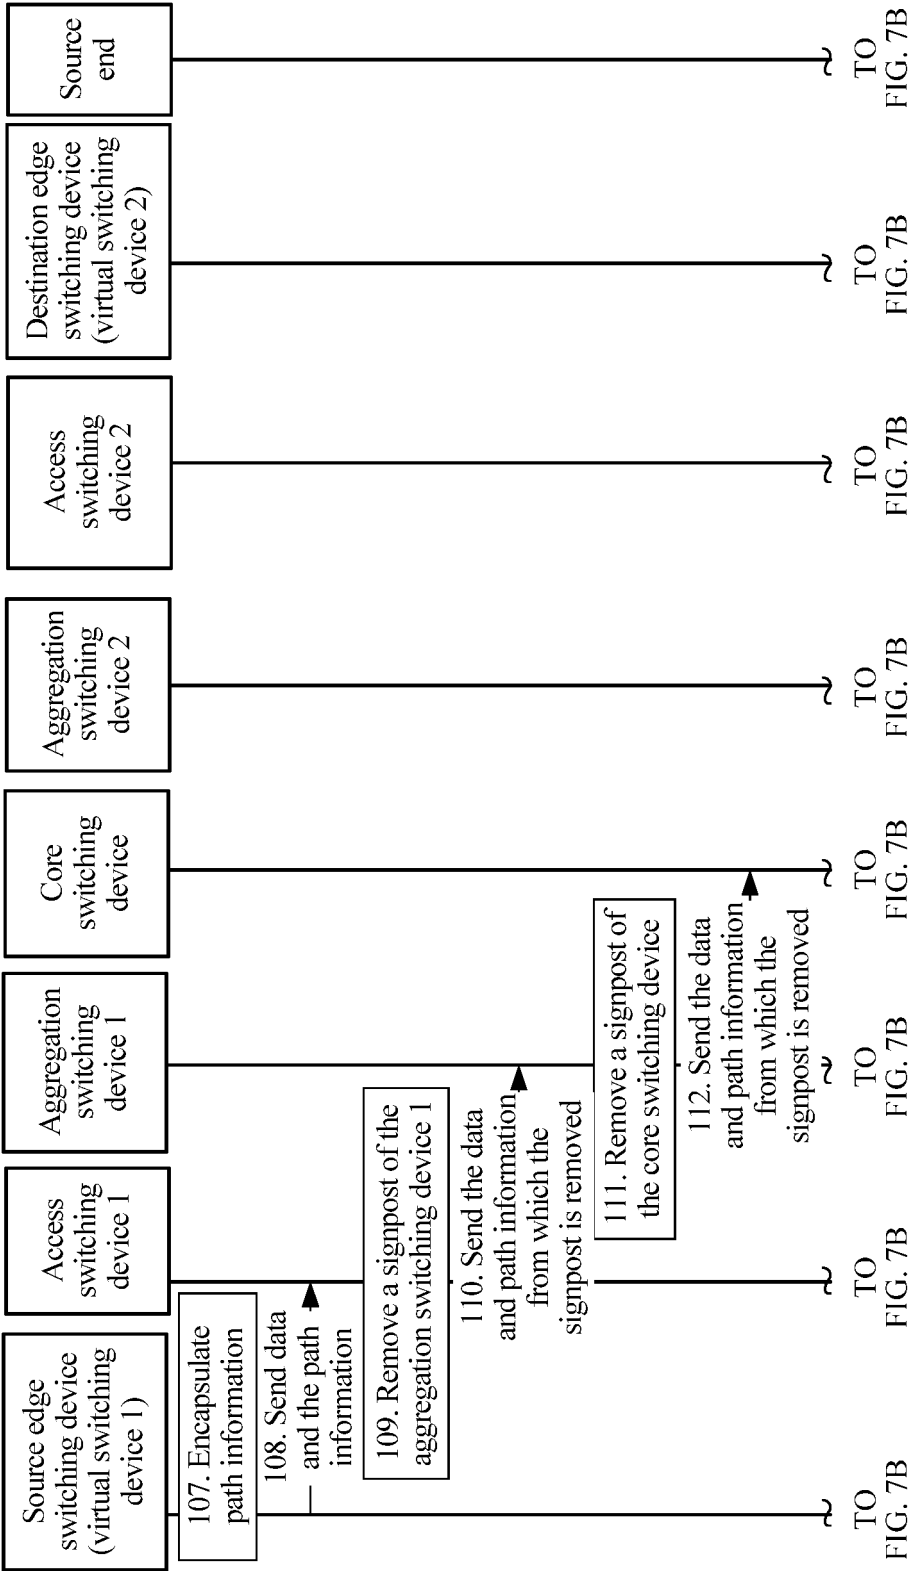 Source edge
switching device
(virtual switching
device 1)
Access
switching
device 1
Aggregation
switching
device 1
Core
switching
device
Aggregation
switching
device 2
Access
switching
device 2
Destination edge
switching device
(virtual switching
device 2)
Source
end
107. Encapsulate
path information
108. Send data
and the path
information
109. Remove a signpost of the
aggregation switching device 1
110. Send the data
and path information
from which the
signpost is removed
111. Remove a signpost of
the core switching device
112. Send the data
and path information
from which the
signpost is removed
TO
FIG. 7B
TO
FIG. 7B
TO
FIG. 7B
TO
FIG. 7B
TO
FIG. 7B
TO
FIG. 7B
TO
FIG. 7B
TO
FIG. 7B